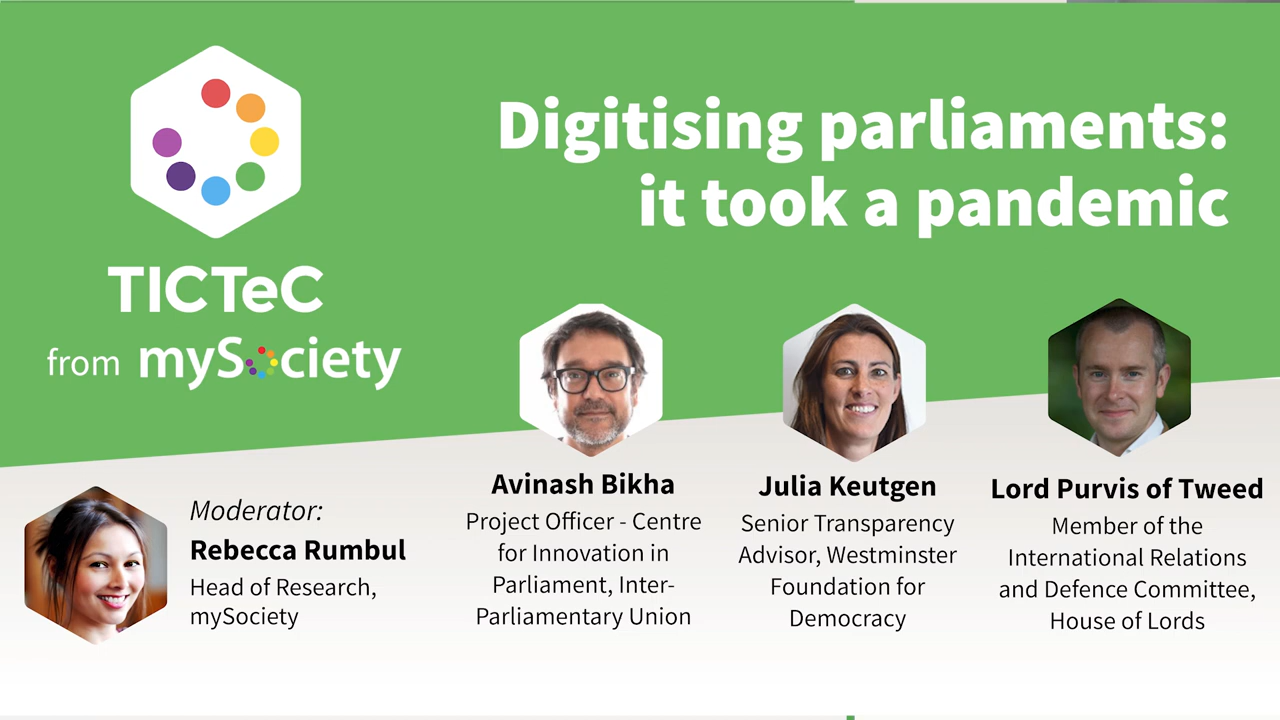 Digitising parliaments:
it took a pandemic
TICTeC
from mySociety
Moderator:
Rebecca Rumbul
Head of Research,
mySociety
Avinash Bikha
Project Officer - Centre
for Innovation in
Parliament, Inter-
Parliamentary Union
Julia Keutgen
Senior Transparency
Advisor, Westminster
Foundation for
Democracy
Lord Purvis of Tweed
Member of the
International Relations
and Defence Committee,
House of Lords